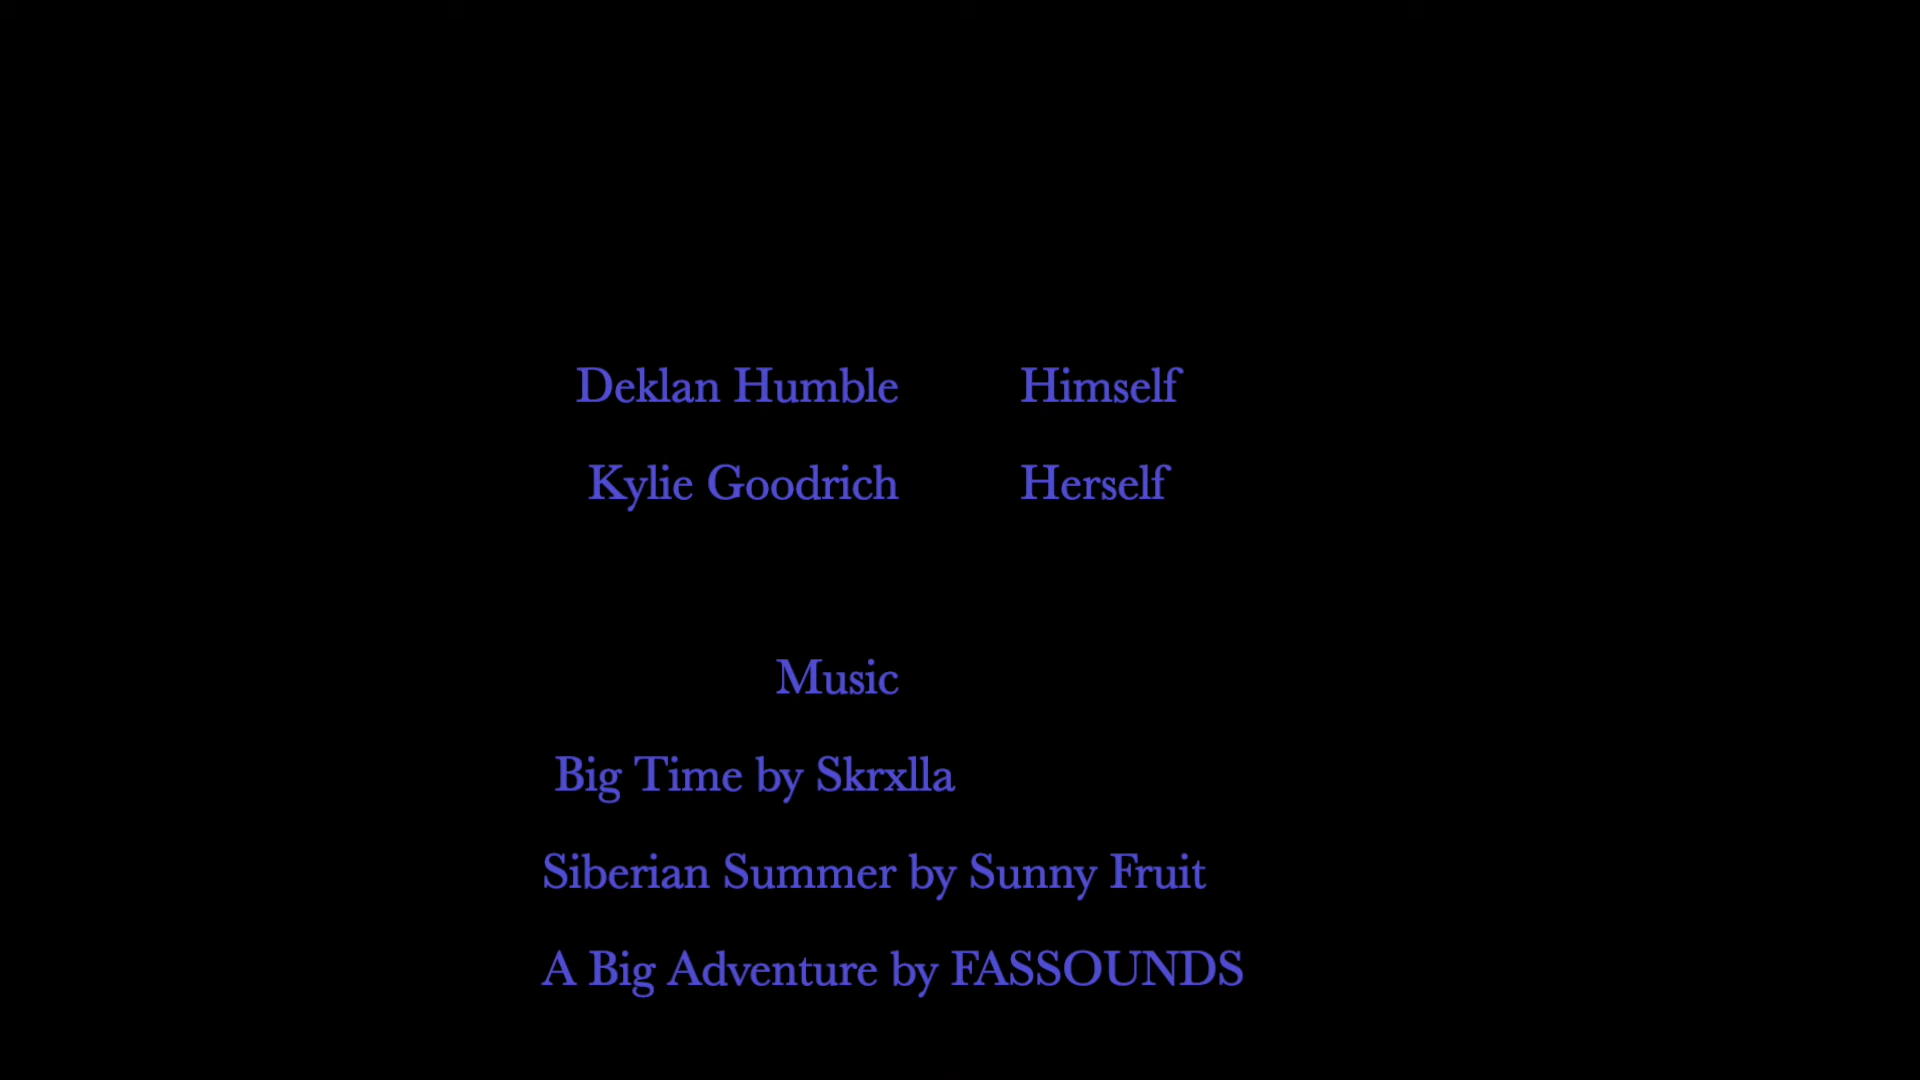 Deklan Humble Himself
Kylie Goodrich Herself
Music
Big Time by Skrxlla
Siberian Summer by Sunny Fruit
A Big Adventure by FASSOUNDS